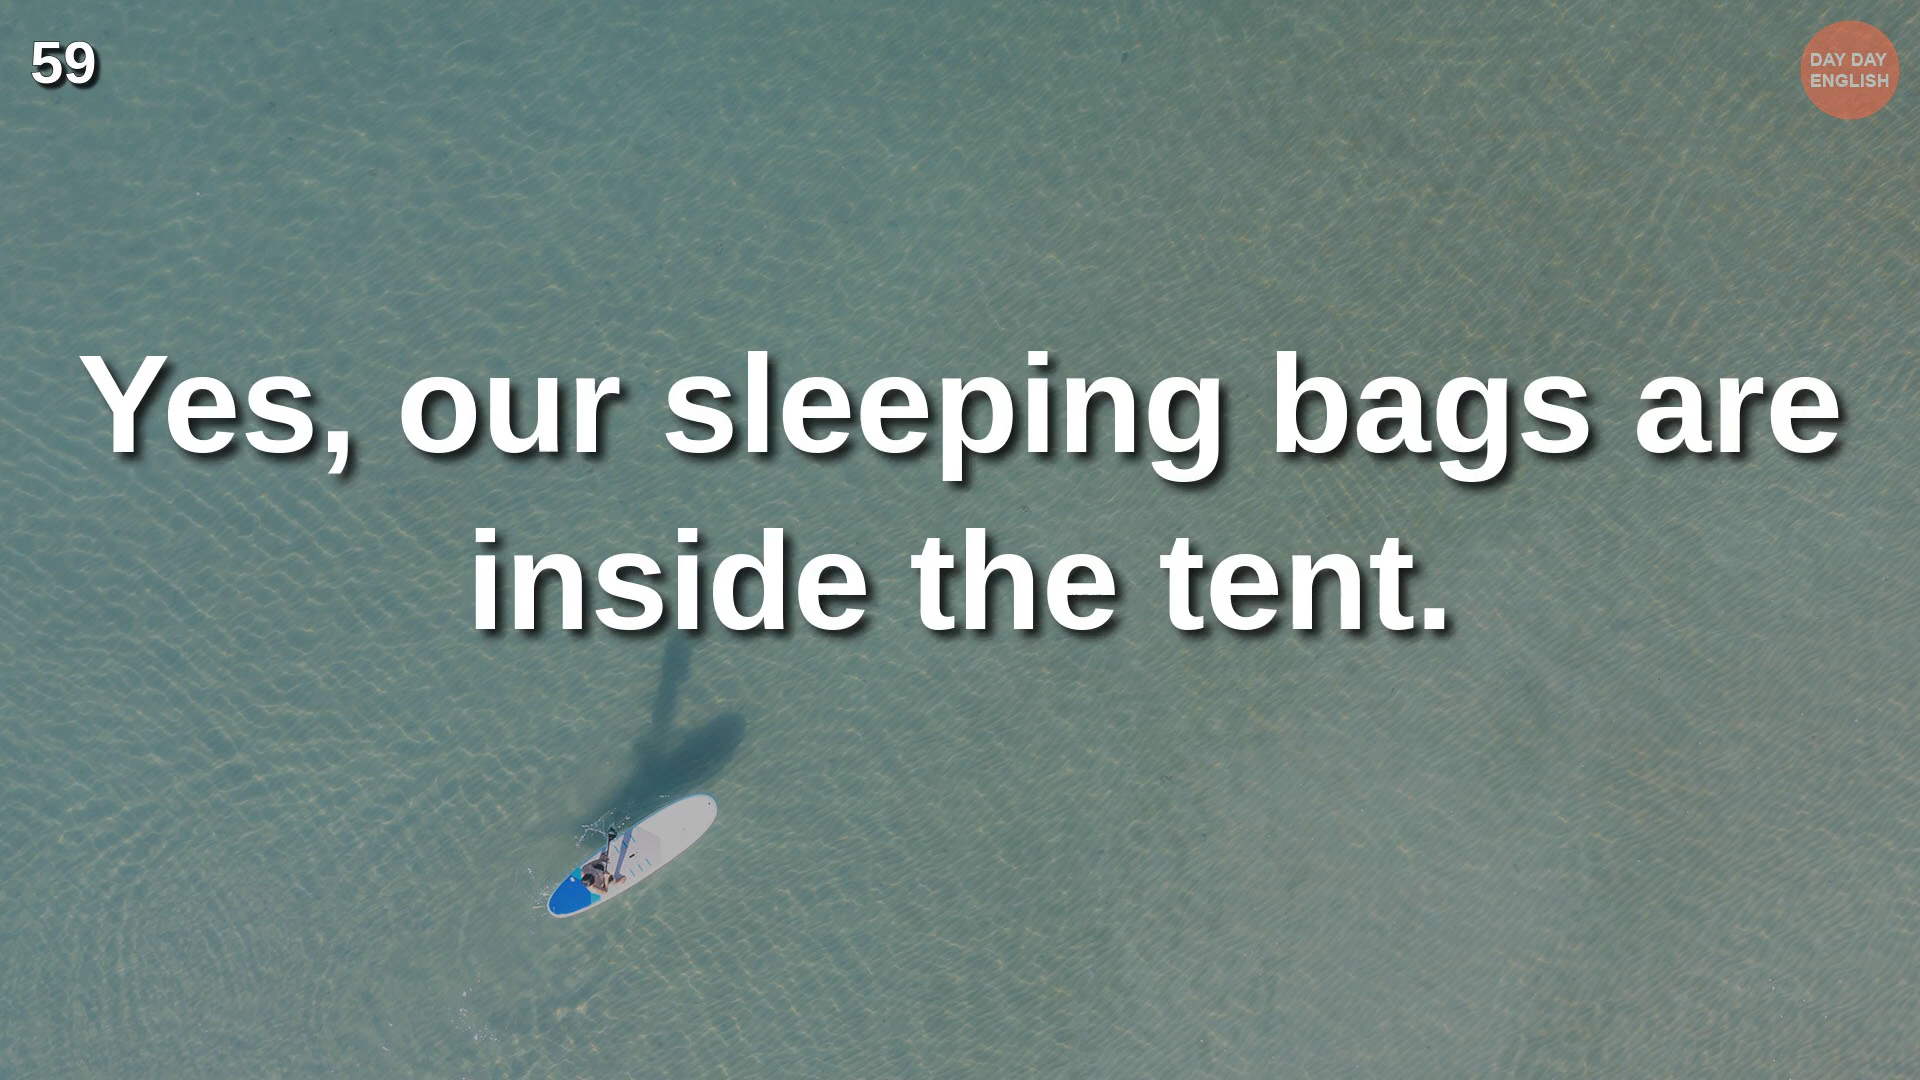 59
DAY DAY
ENGLISH
Yes, our sleeping bags are
inside the tent.